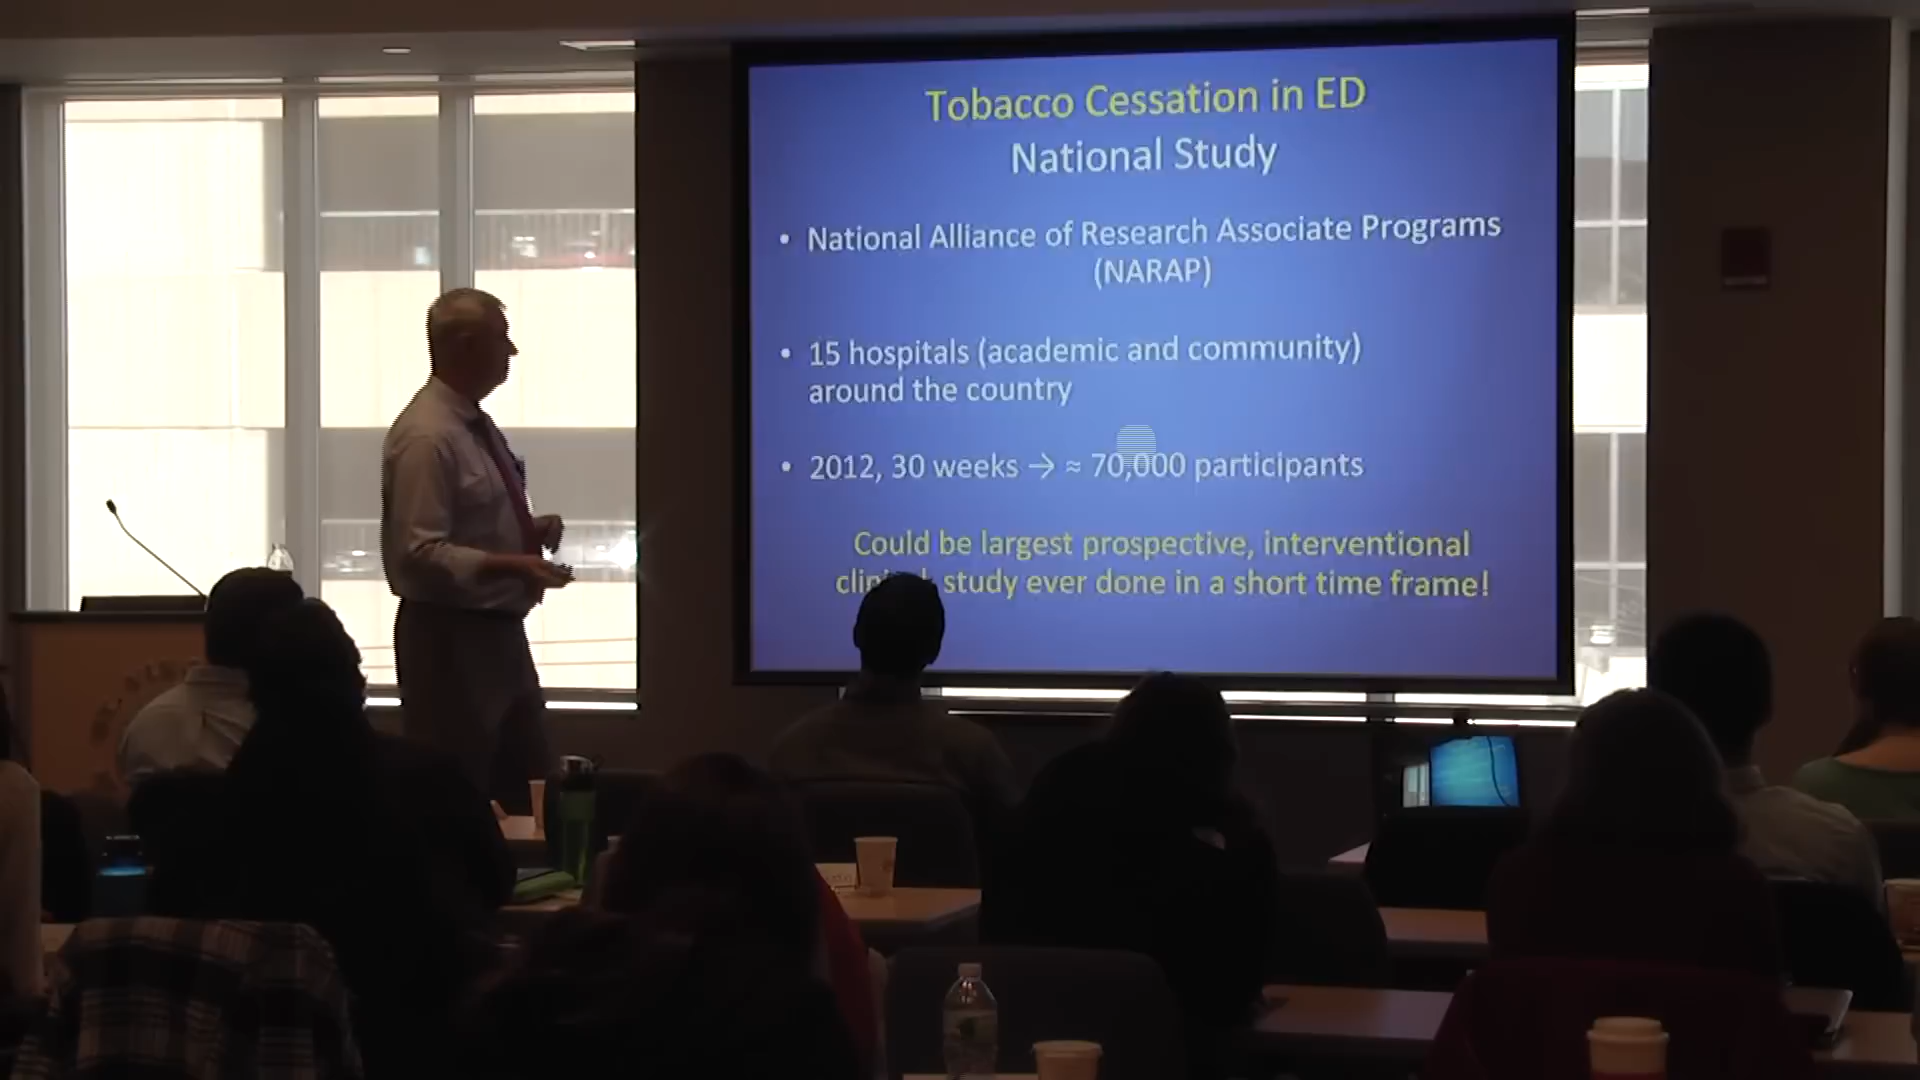 Tobacco Cessation in ED
National Study
• National Alliance of Research Associate Programs
(NARAP)
• 15 hospitals (academic and community)
around the country
• 2012, 30 weeks → ≈ 70,000 participants
Could be largest prospective, interventional
study ever done in a short time frame!